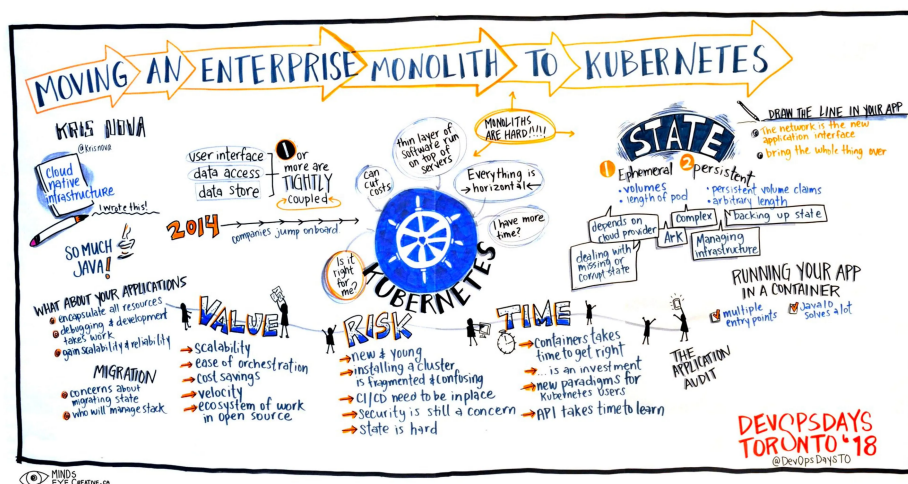 MOVING AN ENTERPRISE MONOLITH TO KUBERNETES
KRIS NOVA
@Krisnova
Cloud
native
infrastructure
I wrote this!
SO MUCH
JAVA!
user interface
data access
data store
1 or
more are
TIGHTLY
coupled
2014
companies jump on board
can
cut
costs
thin layer of
software run
on top of
servers
MONOLITHS
ARE HARD!!!!
Everything is
horizontal
I have more
time?
Is it
right
for
me?
KUBERNETES
STATE
1 Ephemeral
• volumes
• length of pod
2 persistent
• persistent volume claims
• arbitrary length
depends on
cloud provider
Complex
backing up state
Ark
Managing
infrastructure
dealing with
missing or
corrupt state
DRAW THE LINE IN YOUR APP
The network is the new
application interface
bring the whole thing over
RUNNING YOUR APP
IN A CONTAINER
multiple
entry points
Java 10
solves a lot
WHAT ABOUT YOUR APPLICATIONS
encapsulate all resources
debugging & development
takes work
gain scalability & reliability
MIGRATION
concerns about
migrating state
who will manage stack
VALUE
scalability
ease of orchestration
cost savings
velocity
ecosystem of work
in open source
RISK
new & young
installing a cluster
is fragmented & confusing
CI/CD need to be in place
Security is still a concern
State is hard
TIME
containers takes
time to get right
... is an investment
new paradigms for
Kubernetes users
API takes time to learn
THE
APPLICATION
AUDIT
DEVOPSDAYS
TORONTO '18
@DevOpsDaysTO
MINDS
EYE CREATIVE.CA